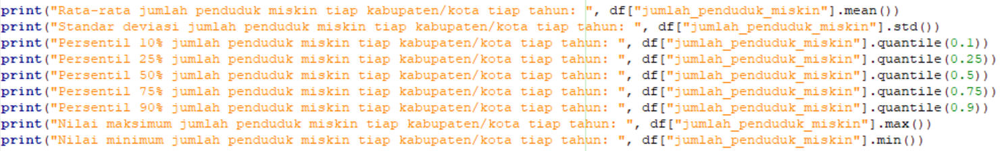 print("Rata-rata jumlah penduduk miskin tiap kabupaten/kota tiap tahun: ", df["jumlah_penduduk_miskin"].mean())
print("Standar deviasi jumlah penduduk miskin tiap kabupaten/kota tiap tahun: ", df["jumlah_penduduk_miskin"].std())
print("Persentil 10% jumlah penduduk miskin tiap kabupaten/kota tiap tahun: ", df["jumlah_penduduk_miskin"].quantile(0.1))
print("Persentil 25% jumlah penduduk miskin tiap kabupaten/kota tiap tahun: ", df["jumlah_penduduk_miskin"].quantile(0.25))
print("Persentil 50% jumlah penduduk miskin tiap kabupaten/kota tiap tahun: ", df["jumlah_penduduk_miskin"].quantile(0.5))
print("Persentil 75% jumlah penduduk miskin tiap kabupaten/kota tiap tahun: ", df["jumlah_penduduk_miskin"].quantile(0.75))
print("Persentil 90% jumlah penduduk miskin tiap kabupaten/kota tiap tahun: ", df["jumlah_penduduk_miskin"].quantile(0.9))
print("Nilai maksimum jumlah penduduk miskin tiap kabupaten/kota tiap tahun: ", df["jumlah_penduduk_miskin"].max())
print("Nilai minimum jumlah penduduk miskin tiap kabupaten/kota tiap tahun: ", df["jumlah_penduduk_miskin"].min())